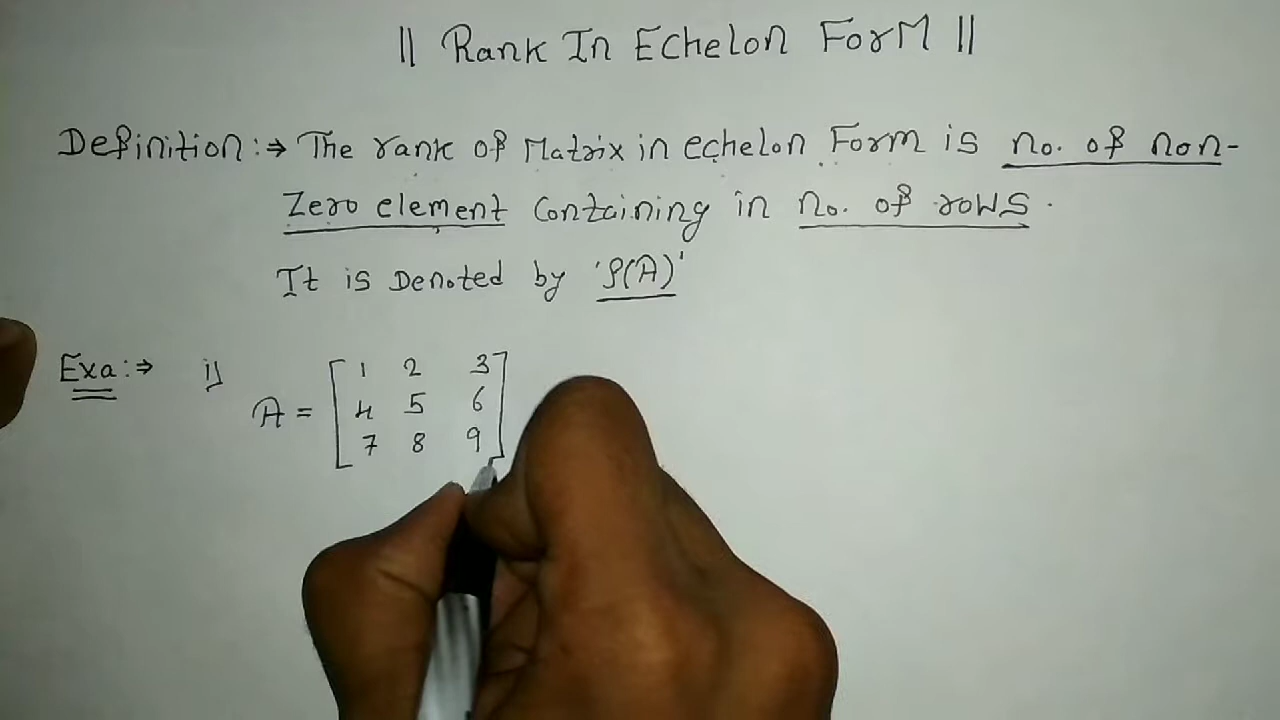 || Rank In Echelon Form ||
Definition :⇒ The rank of Matrix in echelon Form is no. of non-
Zero element Containing in no. of rows.
It is Denoted by 'ρ(A)'
Exa :⇒ i)
A = [ 1 2 3
4 5 6
7 8 9 ]